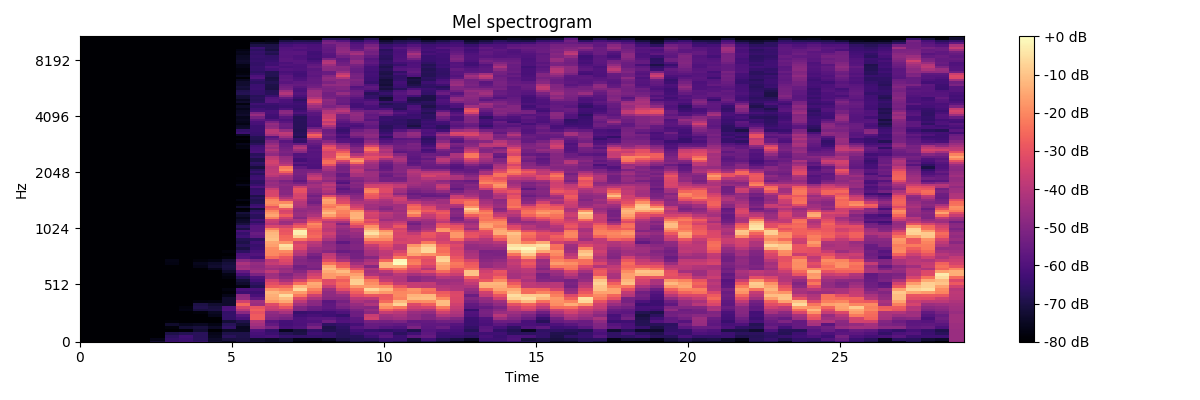 Mel spectrogram
8192
4096
2048
1024
512
0
Hz
0 5 10 15 20 25
Time
+0 dB
-10 dB
-20 dB
-30 dB
-40 dB
-50 dB
-60 dB
-70 dB
-80 dB